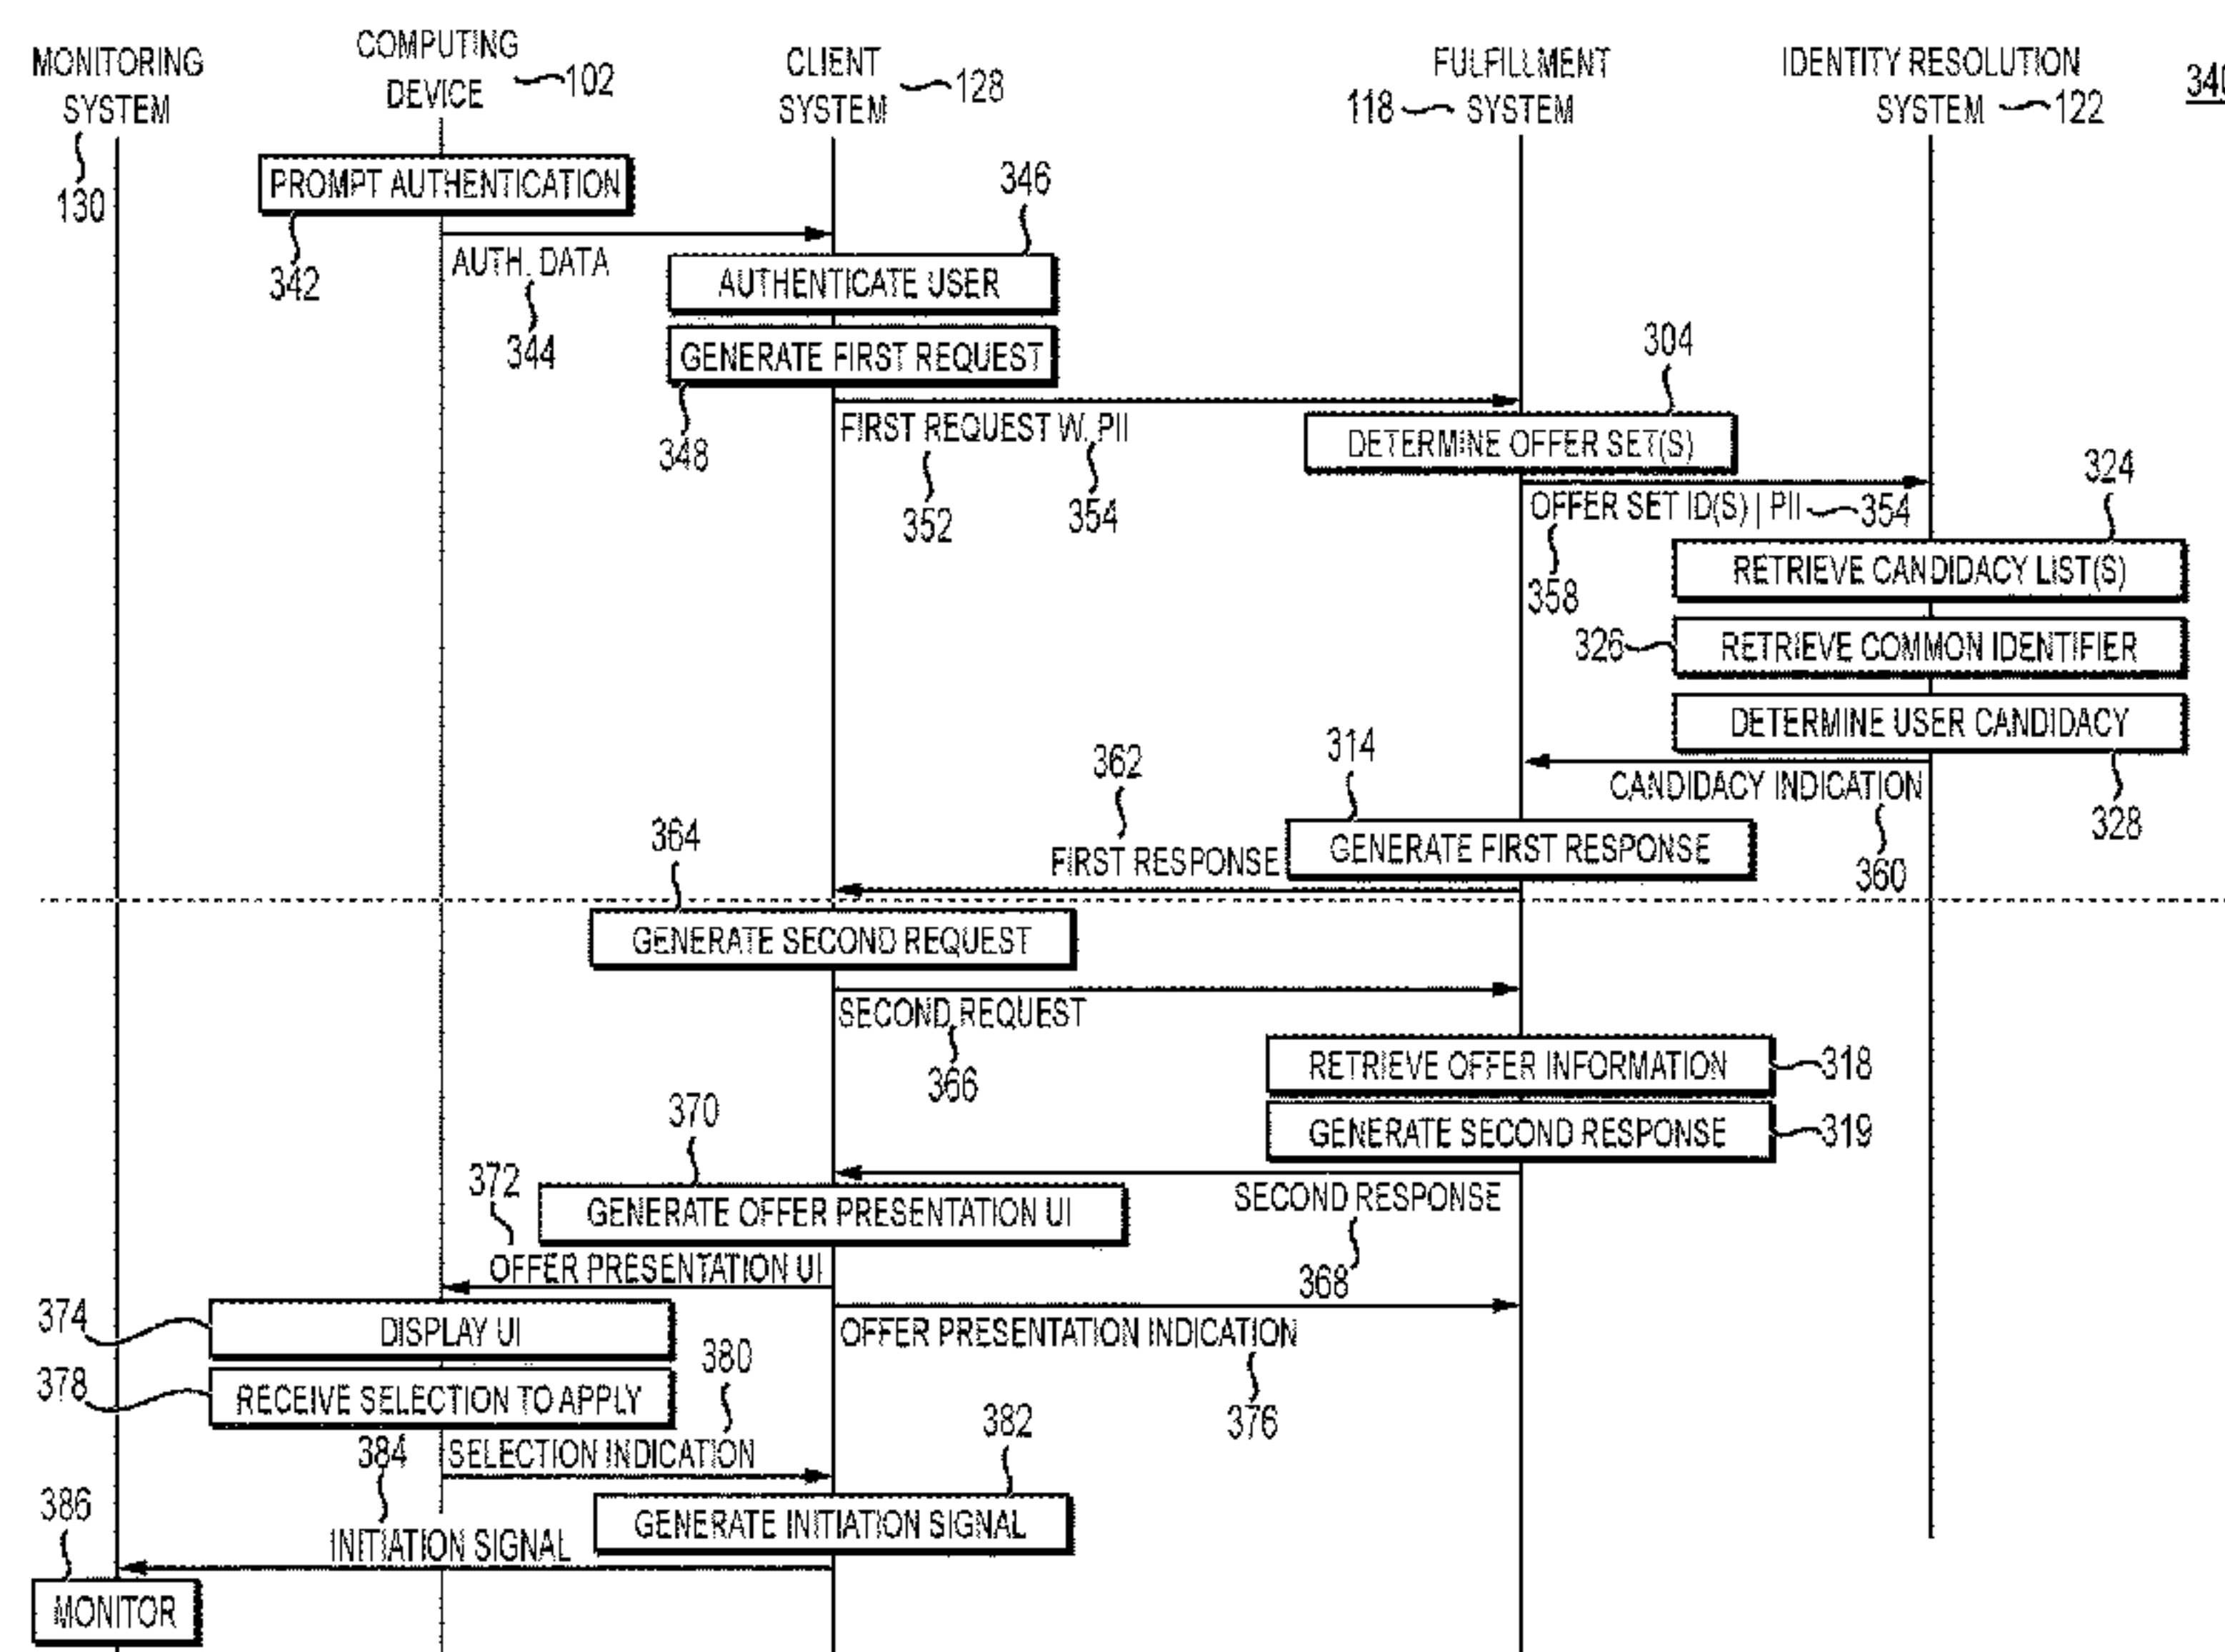 MONITORING
SYSTEM
130
COMPUTING
DEVICE 102
CLIENT
SYSTEM 128
FULFILLMENT
118 SYSTEM
IDENTITY RESOLUTION
SYSTEM 122
340
PROMPT AUTHENTICATION
342
AUTH. DATA
344
346
AUTHENTICATE USER
GENERATE FIRST REQUEST
348
FIRST REQUEST W. PII
352
354
304
DETERMINE OFFER SET(S)
OFFER SET ID(S) | PII 354
358
324
RETRIEVE CANDIDACY LIST(S)
326 RETRIEVE COMMON IDENTIFIER
DETERMINE USER CANDIDACY
328
CANDIDACY INDICATION
360
314
GENERATE FIRST RESPONSE
362
FIRST RESPONSE
364
GENERATE SECOND REQUEST
SECOND REQUEST
366
RETRIEVE OFFER INFORMATION 318
GENERATE SECOND RESPONSE 319
SECOND RESPONSE
368
370
GENERATE OFFER PRESENTATION UI
372
OFFER PRESENTATION UI
374
DISPLAY UI
OFFER PRESENTATION INDICATION
376
378
RECEIVE SELECTION TO APPLY
380
SELECTION INDICATION
382
GENERATE INITIATION SIGNAL
384
INITIATION SIGNAL
386
MONITOR